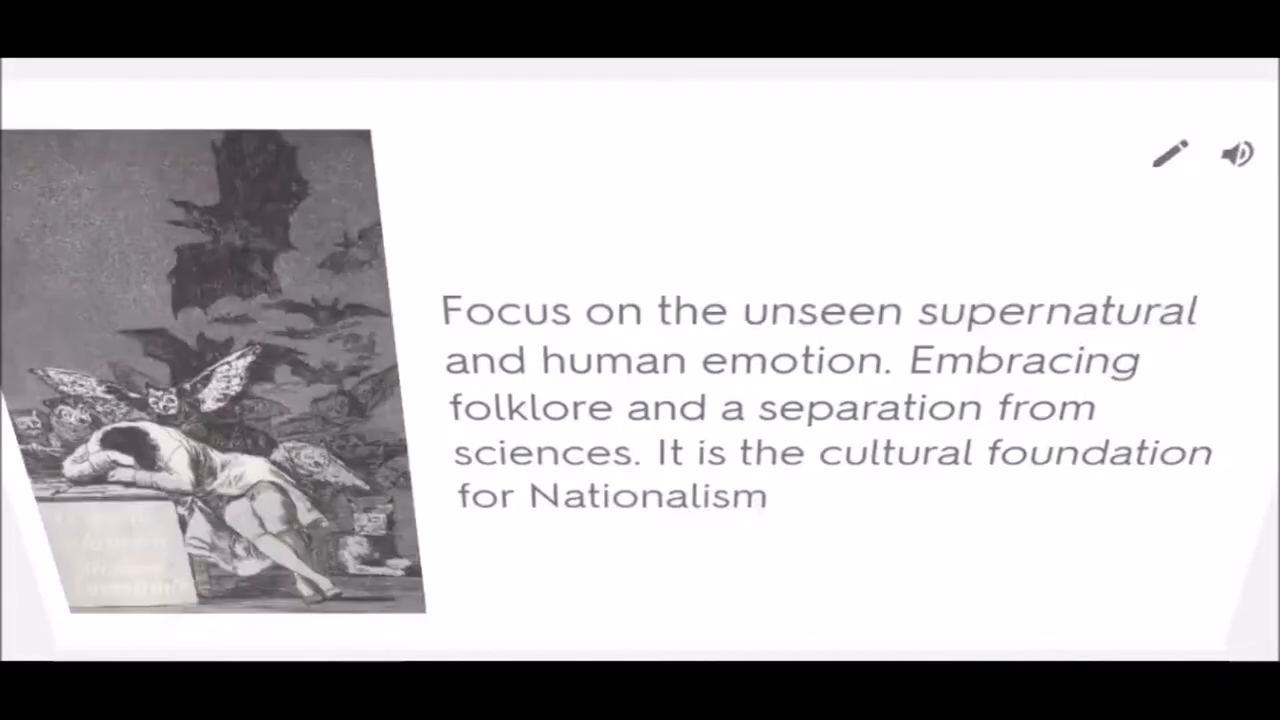 Focus on the unseen supernatural
and human emotion. Embracing
folklore and a separation from
sciences. It is the cultural foundation
for Nationalism